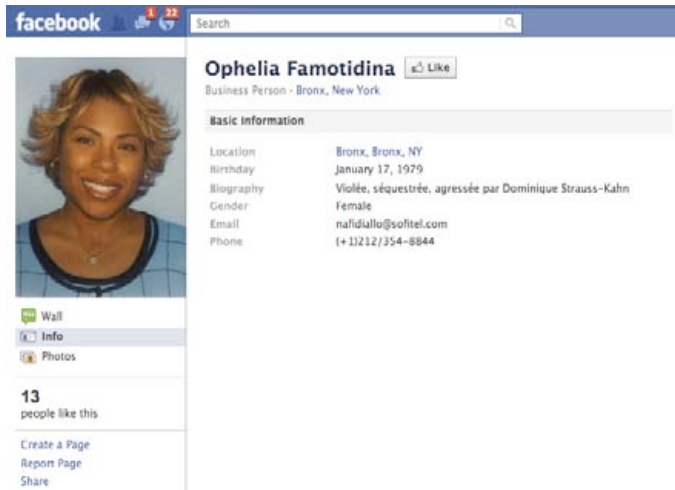 facebook 1 22 Search
Ophelia Famotidina Like
Business Person · Bronx, New York
Basic Information
Location Bronx, Bronx, NY
Birthday January 17, 1979
Biography Violée, séquestrée, agressée par Dominique Strauss-Kahn
Gender Female
Email nafidiallo@sofitel.com
Phone (+1)212/354-8844
Wall
Info
Photos
13
people like this
Create a Page
Report Page
Share